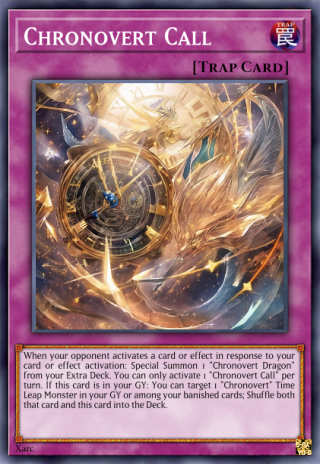 Chronovert Call
TRAP
罠
[Trap Card]
When your opponent activates a card or effect in response to your
card or effect activation: Special Summon 1 "Chronovert Dragon"
from your Extra Deck. You can only activate 1 "Chronovert Call" per
turn. If this card is in your GY: You can target 1 "Chronovert" Time
Leap Monster in your GY or among your banished cards; Shuffle both
that card and this card into the Deck.
Xarc